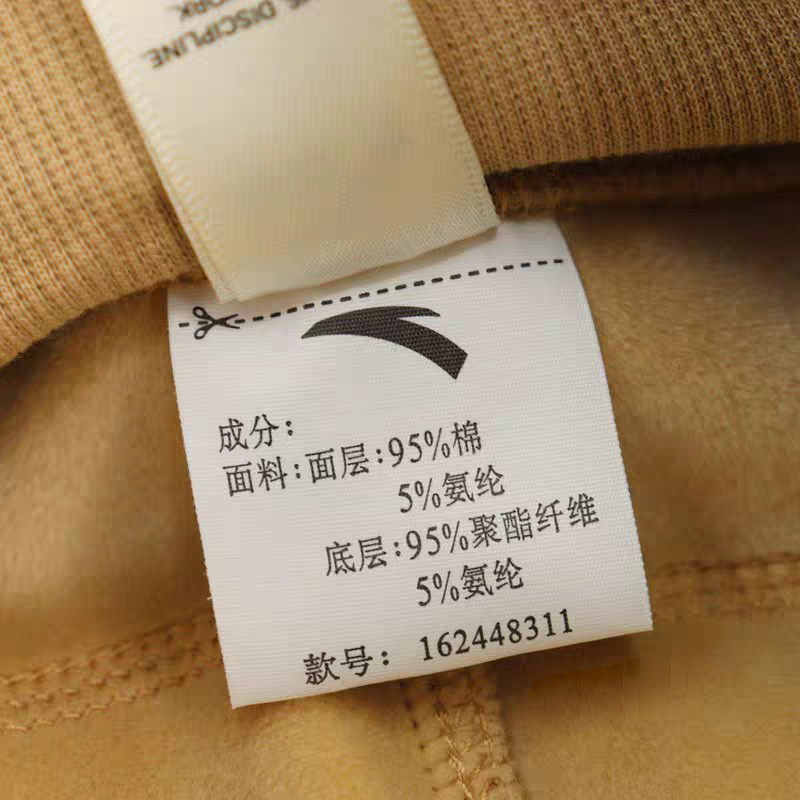 DISCIPLINE
成分：
面料：面层：95%棉
5%氨纶
底层：95%聚酯纤维
5%氨纶
款号：162448311